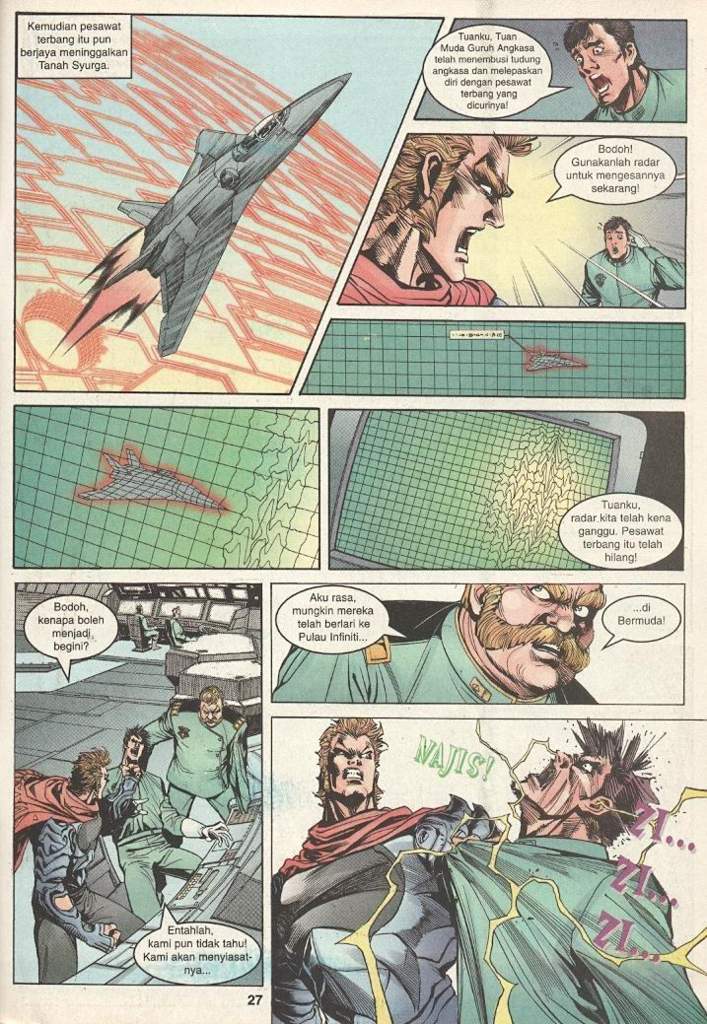 Kemudian pesawat
terbang itu pun
berjaya meninggalkan
Tanah Syurga.
Tuanku, Tuan
Muda Guruh Angkasa
telah menembusi tudung
angkasa dan melepaskan
diri dengan pesawat
terbang yang
dicurinya!
Bodoh!
Gunakanlah radar
untuk mengesannya
sekarang!
Tuanku,
radar kita telah kena
ganggu. Pesawat
terbang itu telah
hilang!
Bodoh,
kenapa boleh
menjadi
begini?
Entahlah,
kami pun tidak tahu!
Kami akan menyiasat-
nya...
Aku rasa,
mungkin mereka
telah berlari ke
Pulau Infiniti...
...di
Bermuda!
NAJIS!
ZI...
ZI...
ZI...
27